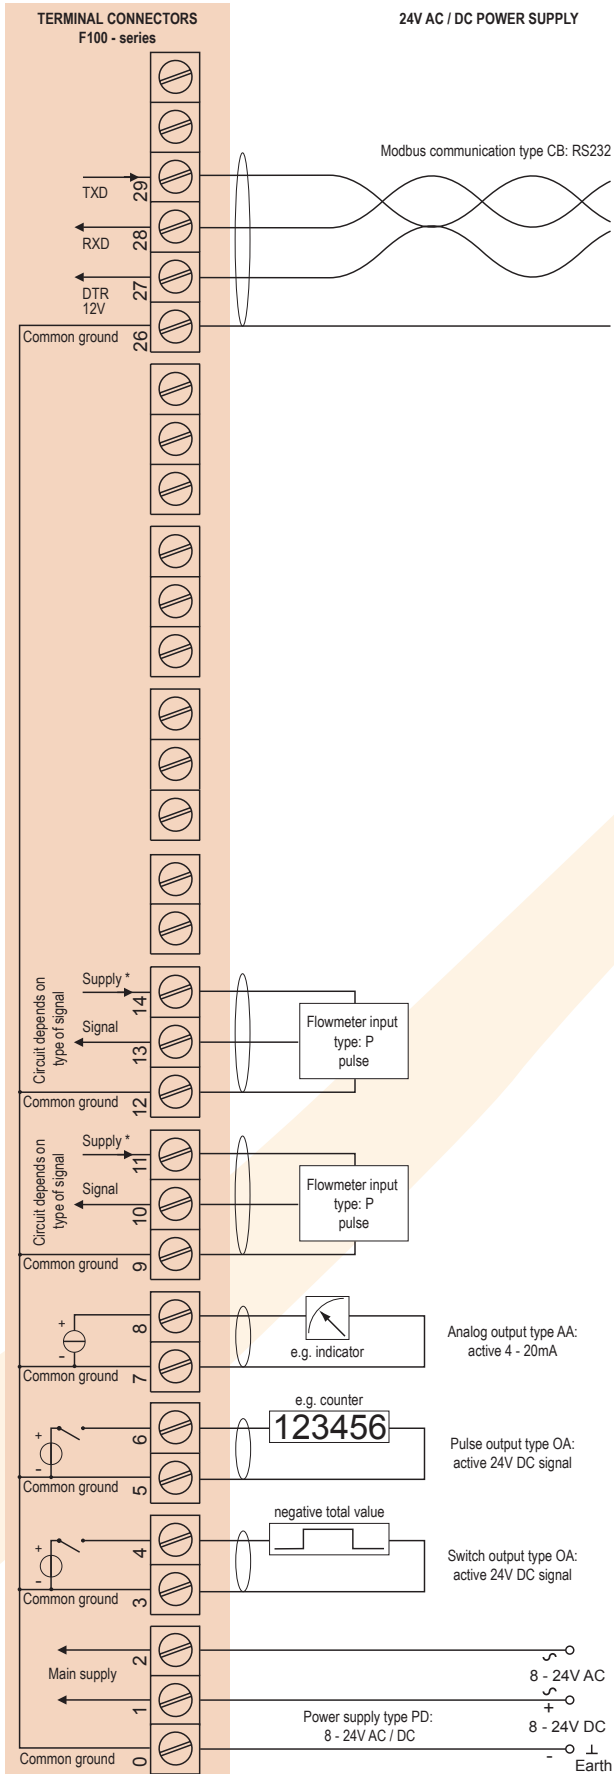 TERMINAL CONNECTORS
F100 - series
24V AC / DC POWER SUPPLY
Modbus communication type CB: RS232
TXD
29
RXD
28
DTR
12V
27
Common ground
26
Circuit depends on
type of signal
Supply *
14
Signal
13
Common ground
12
Flowmeter input
type: P
pulse
Circuit depends on
type of signal
Supply *
11
Signal
10
Common ground
9
Flowmeter input
type: P
pulse
+
-
8
Common ground
7
e.g. indicator
Analog output type AA:
active 4 - 20mA
e.g. counter
123456
+
-
6
Common ground
5
Pulse output type OA:
active 24V DC signal
negative total value
+
-
4
Common ground
3
Switch output type OA:
active 24V DC signal
2
Main supply
1
8 - 24V AC
+
Power supply type PD:
8 - 24V AC / DC
8 - 24V DC
-
Common ground
0
Earth